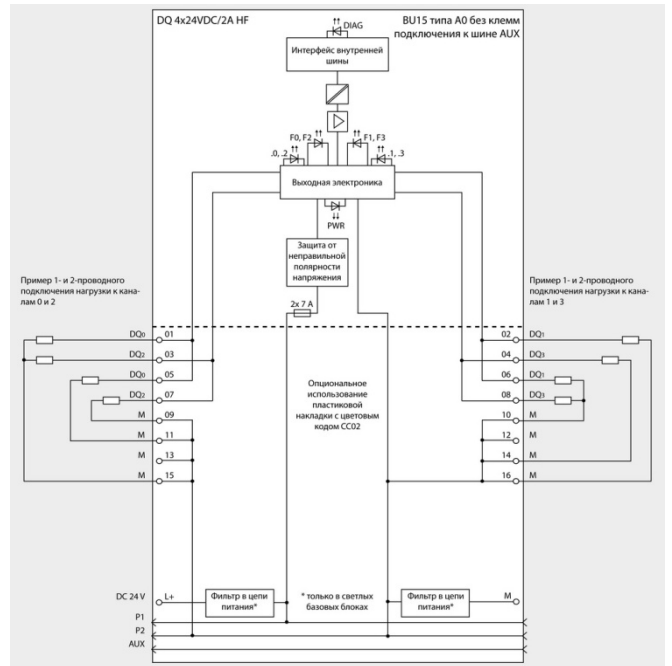 DQ 4x24VDC/2A HF
BU15 типа A0 без клемм
подключения к шине AUX
DIAG
Интерфейс внутренней
шины
F0, F2
F1, F3
.0, .2
.1, .3
Выходная электроника
PWR
Защита от
неправильной
полярности
напряжения
2x 7 A
Пример 1- и 2-проводного
подключения нагрузки к кана-
лам 0 и 2
Пример 1- и 2-проводного
подключения нагрузки к
каналам 1 и 3
DQ0 01
DQ2 03
DQ0 05
DQ2 07
M 09
M 11
M 13
M 15
02 DQ1
04 DQ3
06 DQ1
08 DQ3
10 M
12 M
14 M
16 M
Опциональное
использование
пластиковой
накладки с цветовым
кодом CC02
DC 24 V L+
Фильтр в цепи
питания*
* только в светлых
базовых блоках
Фильтр в цепи
питания*
M
P1
P2
AUX